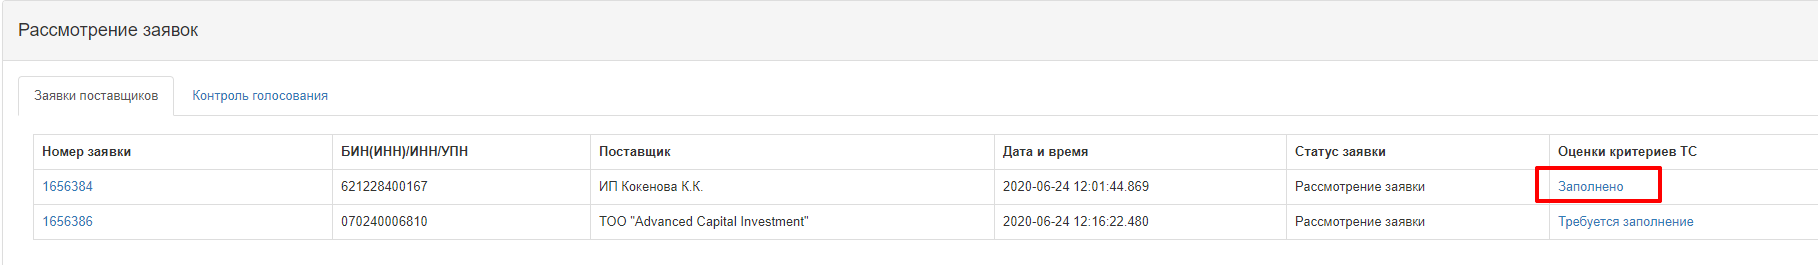 Рассмотрение заявок
Заявки поставщиков Контроль голосования
Номер заявки БИН(ИНН)/ИНН/УПН Поставщик Дата и время Статус заявки Оценки критериев ТС
1656384 621228400167 ИП Кокенова К.К. 2020-06-24 12:01:44.869 Рассмотрение заявки Заполнено
1656386 070240006810 ТОО "Advanced Capital Investment" 2020-06-24 12:16:22.480 Рассмотрение заявки Требуется заполнение